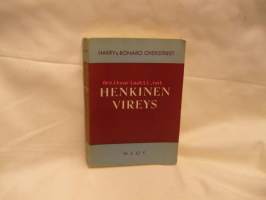 HARRY & BONARO OVERSTREET
HENKINEN
VIREYS
WSOY